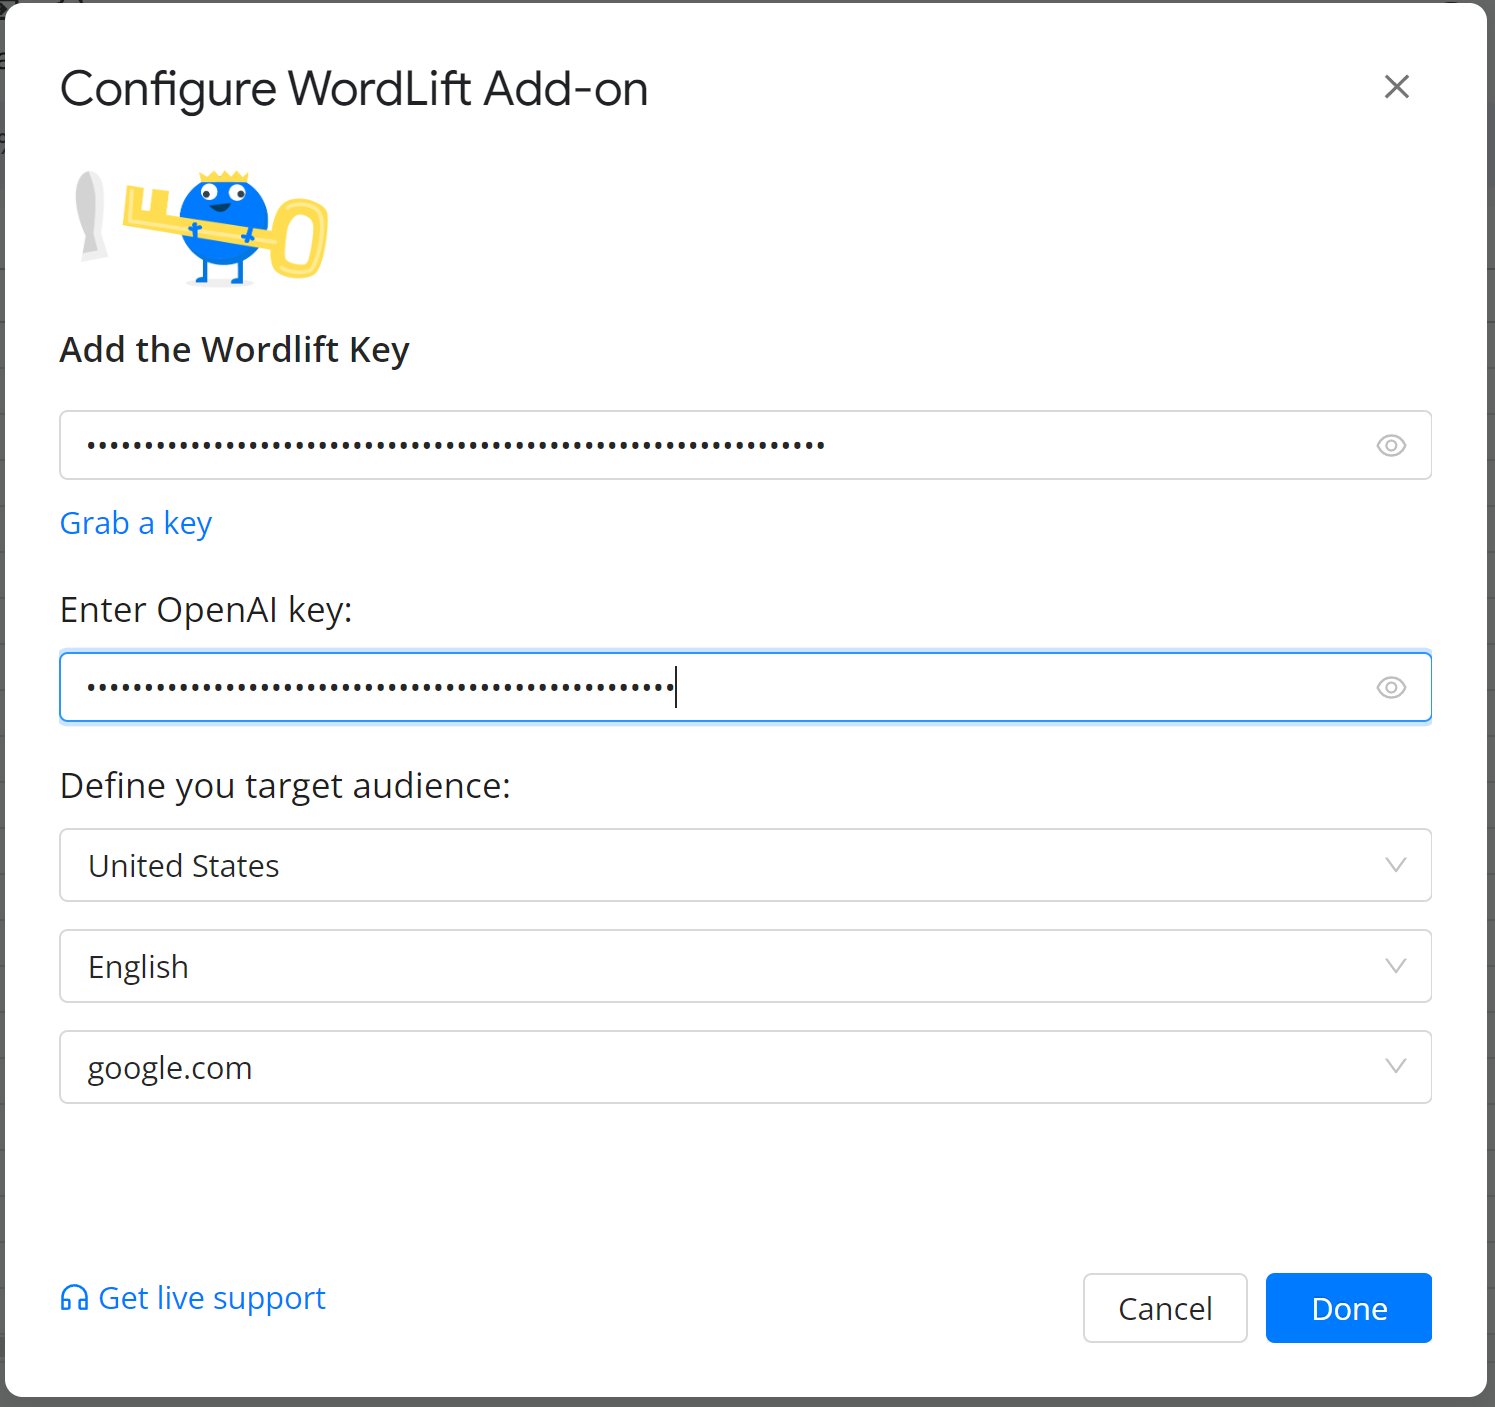 Configure WordLift Add-on
Add the Wordlift Key
••••••••••••••••••••••••••••••••••••••••••••••••••••••••••••••••
Grab a key
Enter OpenAI key:
•••••••••••••••••••••••••••••••••••••••••••••••••••
Define you target audience:
United States
English
google.com
Get live support
Cancel
Done